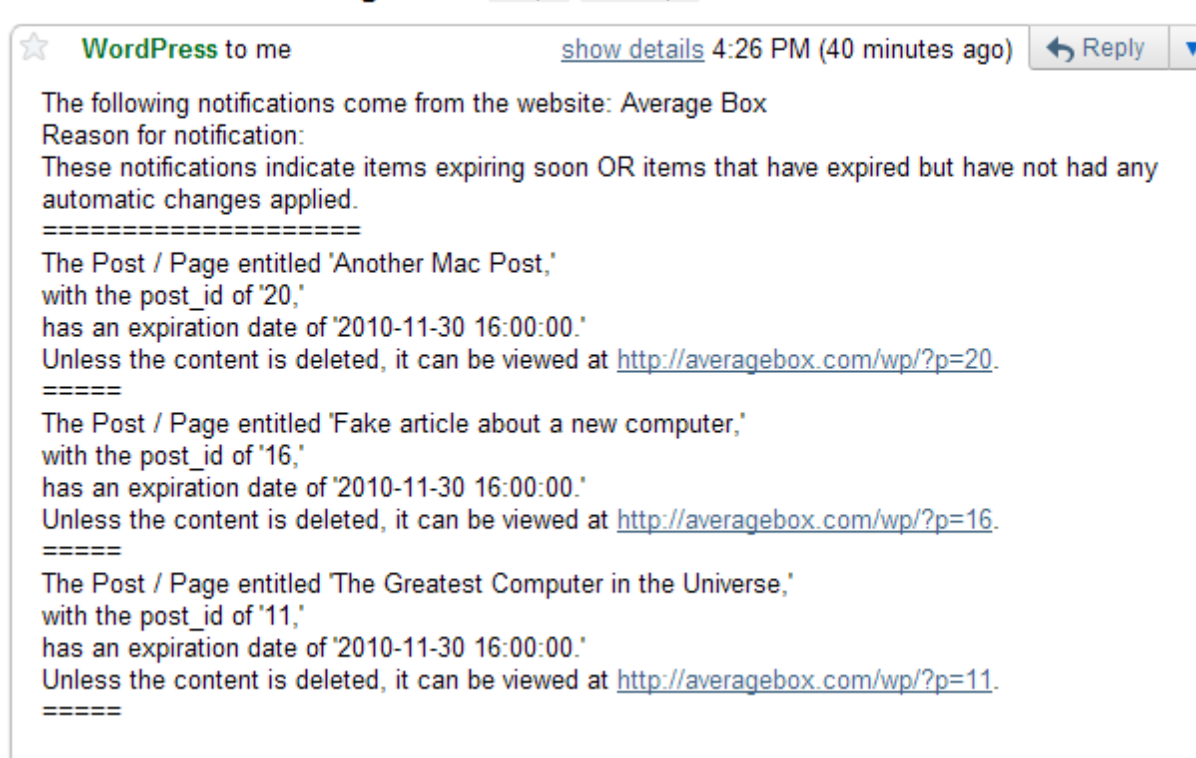 WordPress to me show details 4:26 PM (40 minutes ago) Reply
The following notifications come from the website: Average Box
Reason for notification:
These notifications indicate items expiring soon OR items that have expired but have not had any
automatic changes applied.
====================
The Post / Page entitled 'Another Mac Post,'
with the post_id of '20,'
has an expiration date of '2010-11-30 16:00:00.'
Unless the content is deleted, it can be viewed at http://averagebox.com/wp/?p=20.
=====
The Post / Page entitled 'Fake article about a new computer,'
with the post_id of '16,'
has an expiration date of '2010-11-30 16:00:00.'
Unless the content is deleted, it can be viewed at http://averagebox.com/wp/?p=16.
=====
The Post / Page entitled 'The Greatest Computer in the Universe,'
with the post_id of '11,'
has an expiration date of '2010-11-30 16:00:00.'
Unless the content is deleted, it can be viewed at http://averagebox.com/wp/?p=11.
=====